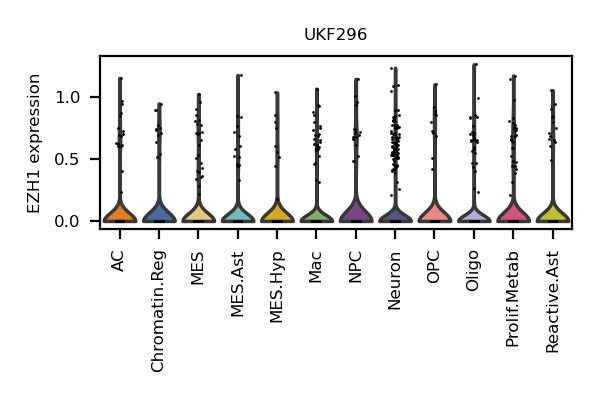 UKF296
EZH1 expression
1.0
0.5
0.0
AC
Chromatin.Reg
MES
MES.Ast
MES.Hyp
Mac
NPC
Neuron
OPC
Oligo
Prolif.Metab
Reactive.Ast